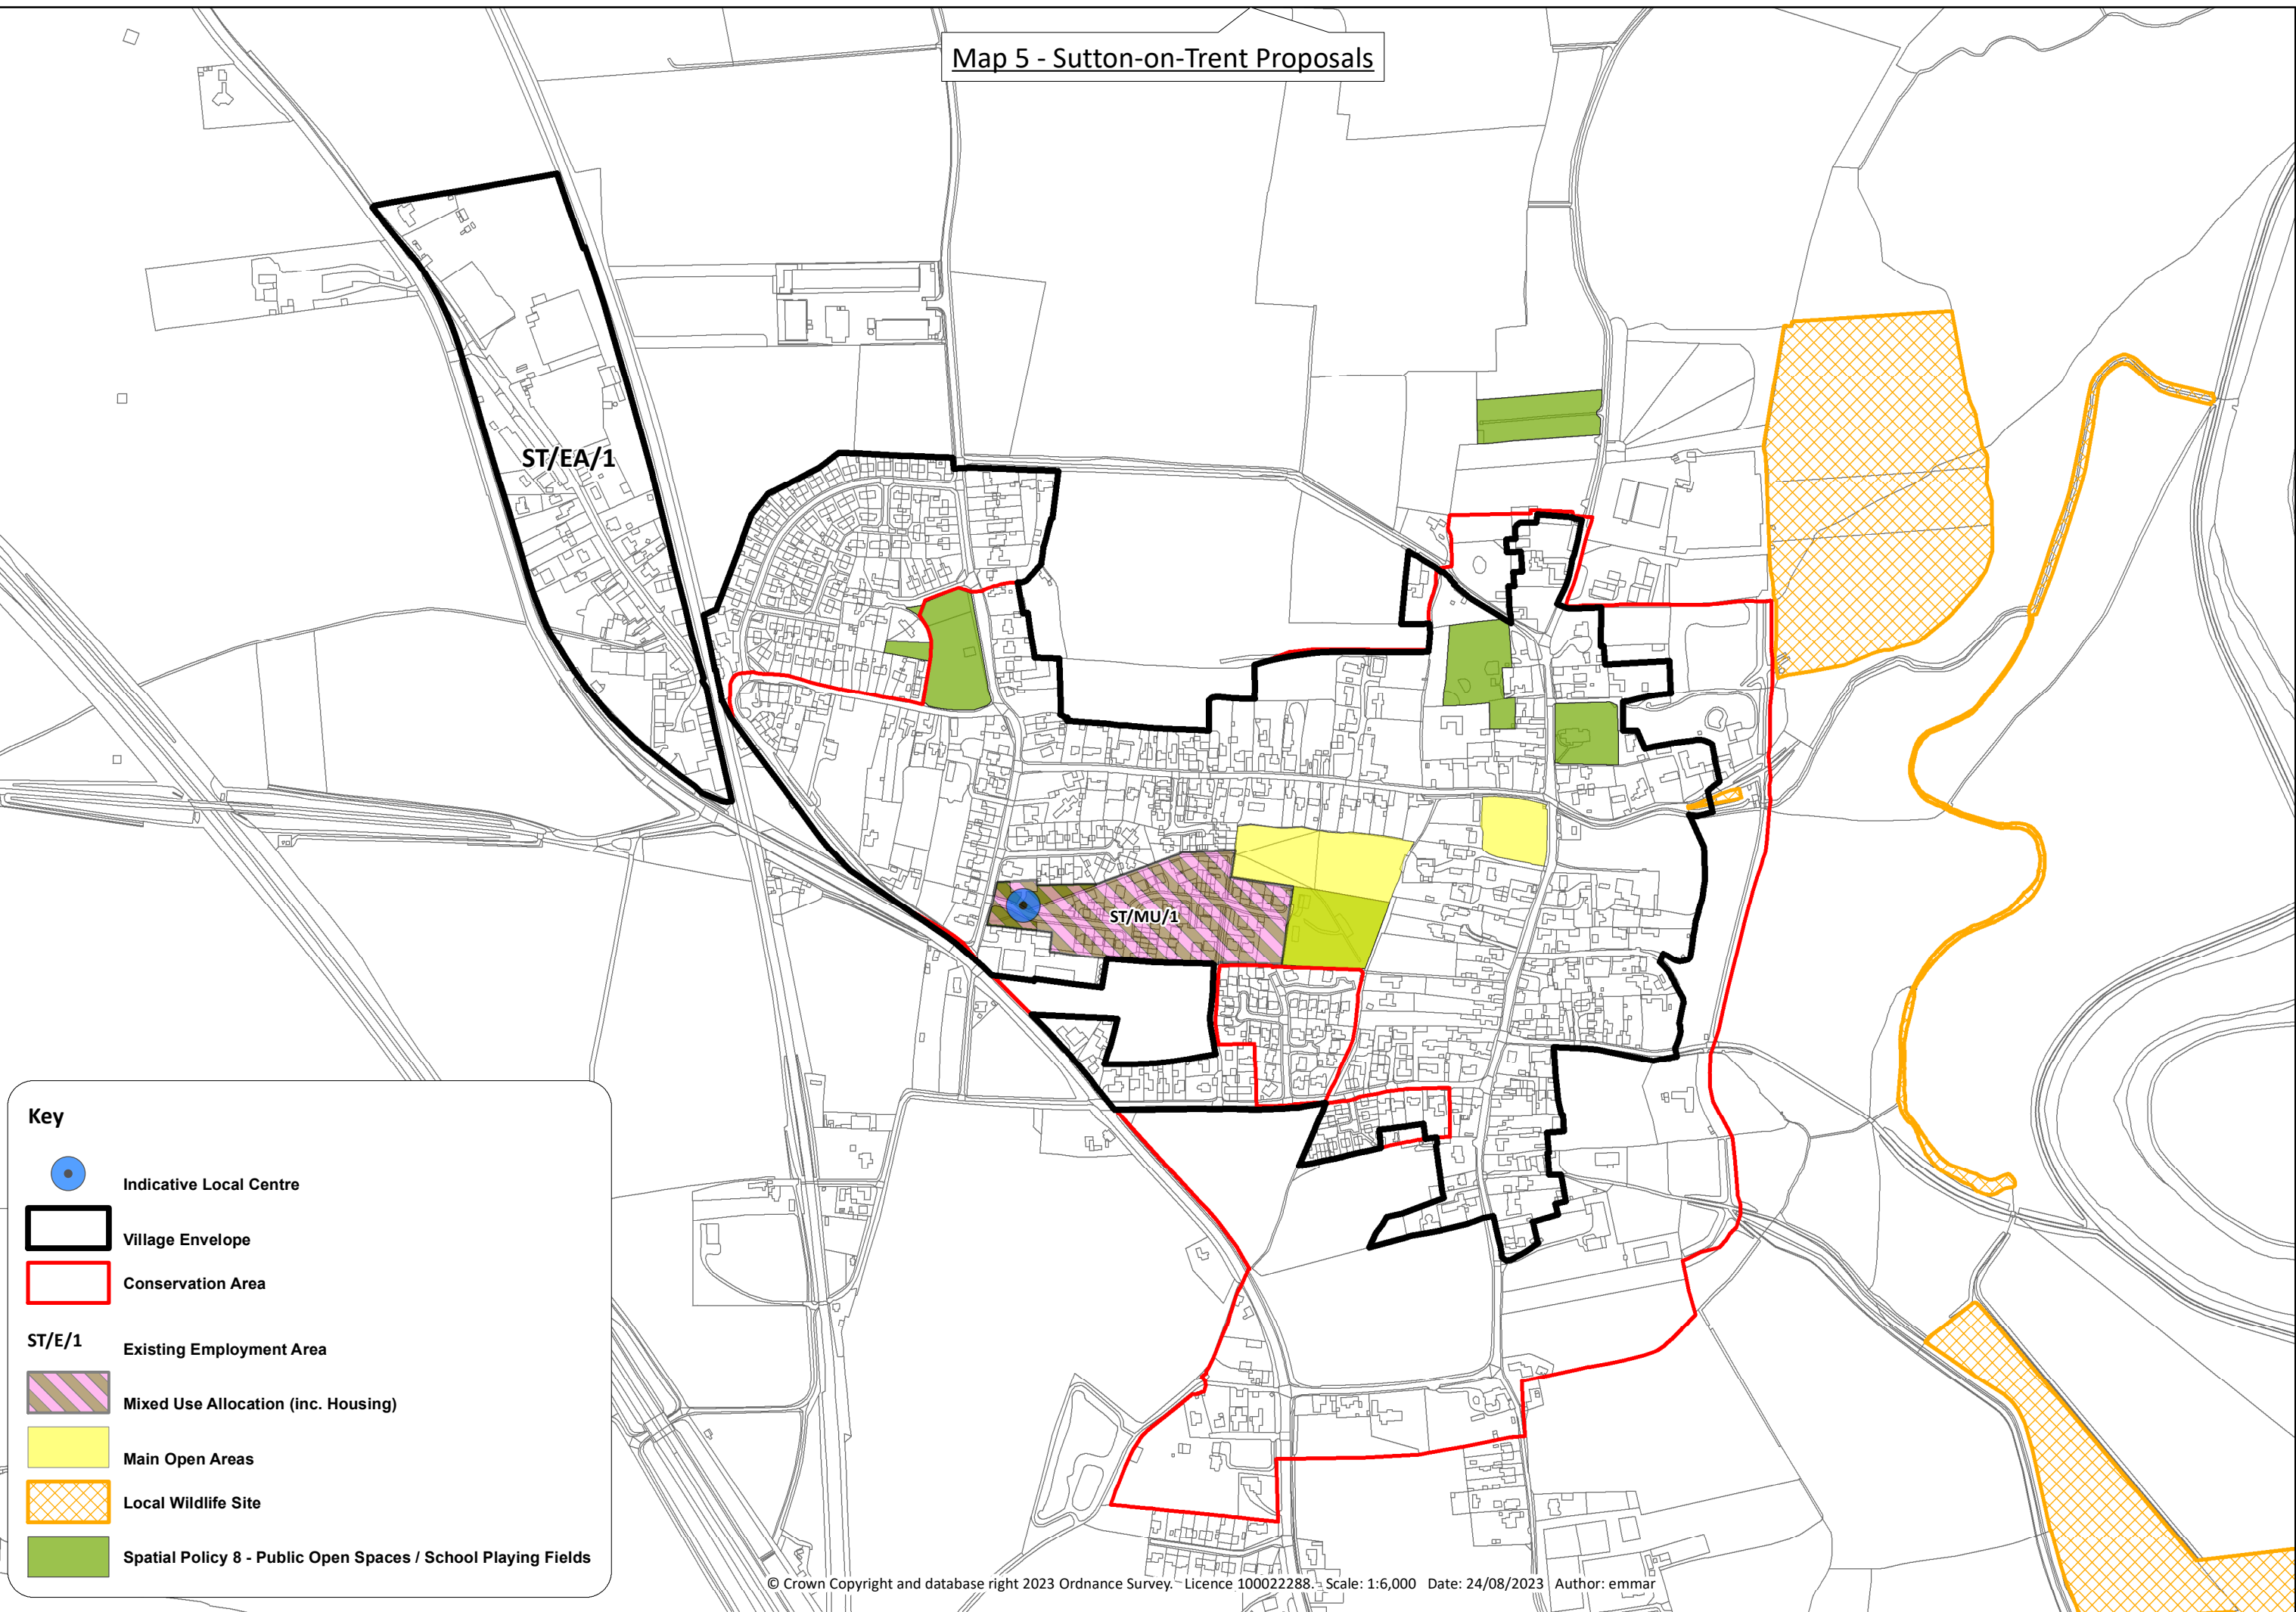 Map 5 - Sutton-on-Trent Proposals
ST/EA/1
ST/MU/1
Key
Indicative Local Centre
Village Envelope
Conservation Area
ST/E/1 Existing Employment Area
Mixed Use Allocation (inc. Housing)
Main Open Areas
Local Wildlife Site
Spatial Policy 8 - Public Open Spaces / School Playing Fields
© Crown Copyright and database right 2023 Ordnance Survey. Licence 100022288. Scale: 1:6,000 Date: 24/08/2023 Author: emmar